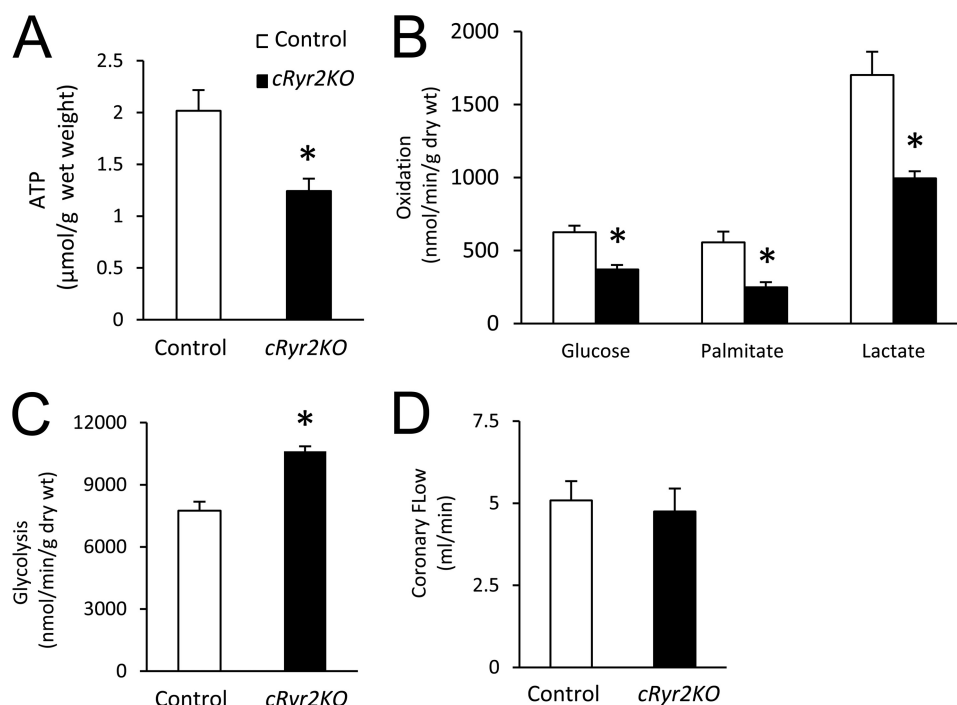 A
Control
cRyr2KO
2.5
2
1.5
1
0.5
0
ATP
(μmol/g wet weight)
*
Control
cRyr2KO
B
2000
1500
1000
500
0
Oxidation
(nmol/min/g dry wt)
*
*
*
Glucose
Palmitate
Lactate
C
12000
9000
6000
3000
0
Glycolysis
(nmol/min/g dry wt)
*
Control
cRyr2KO
D
7.5
5
2.5
0
Coronary FLow
(ml/min)
Control
cRyr2KO